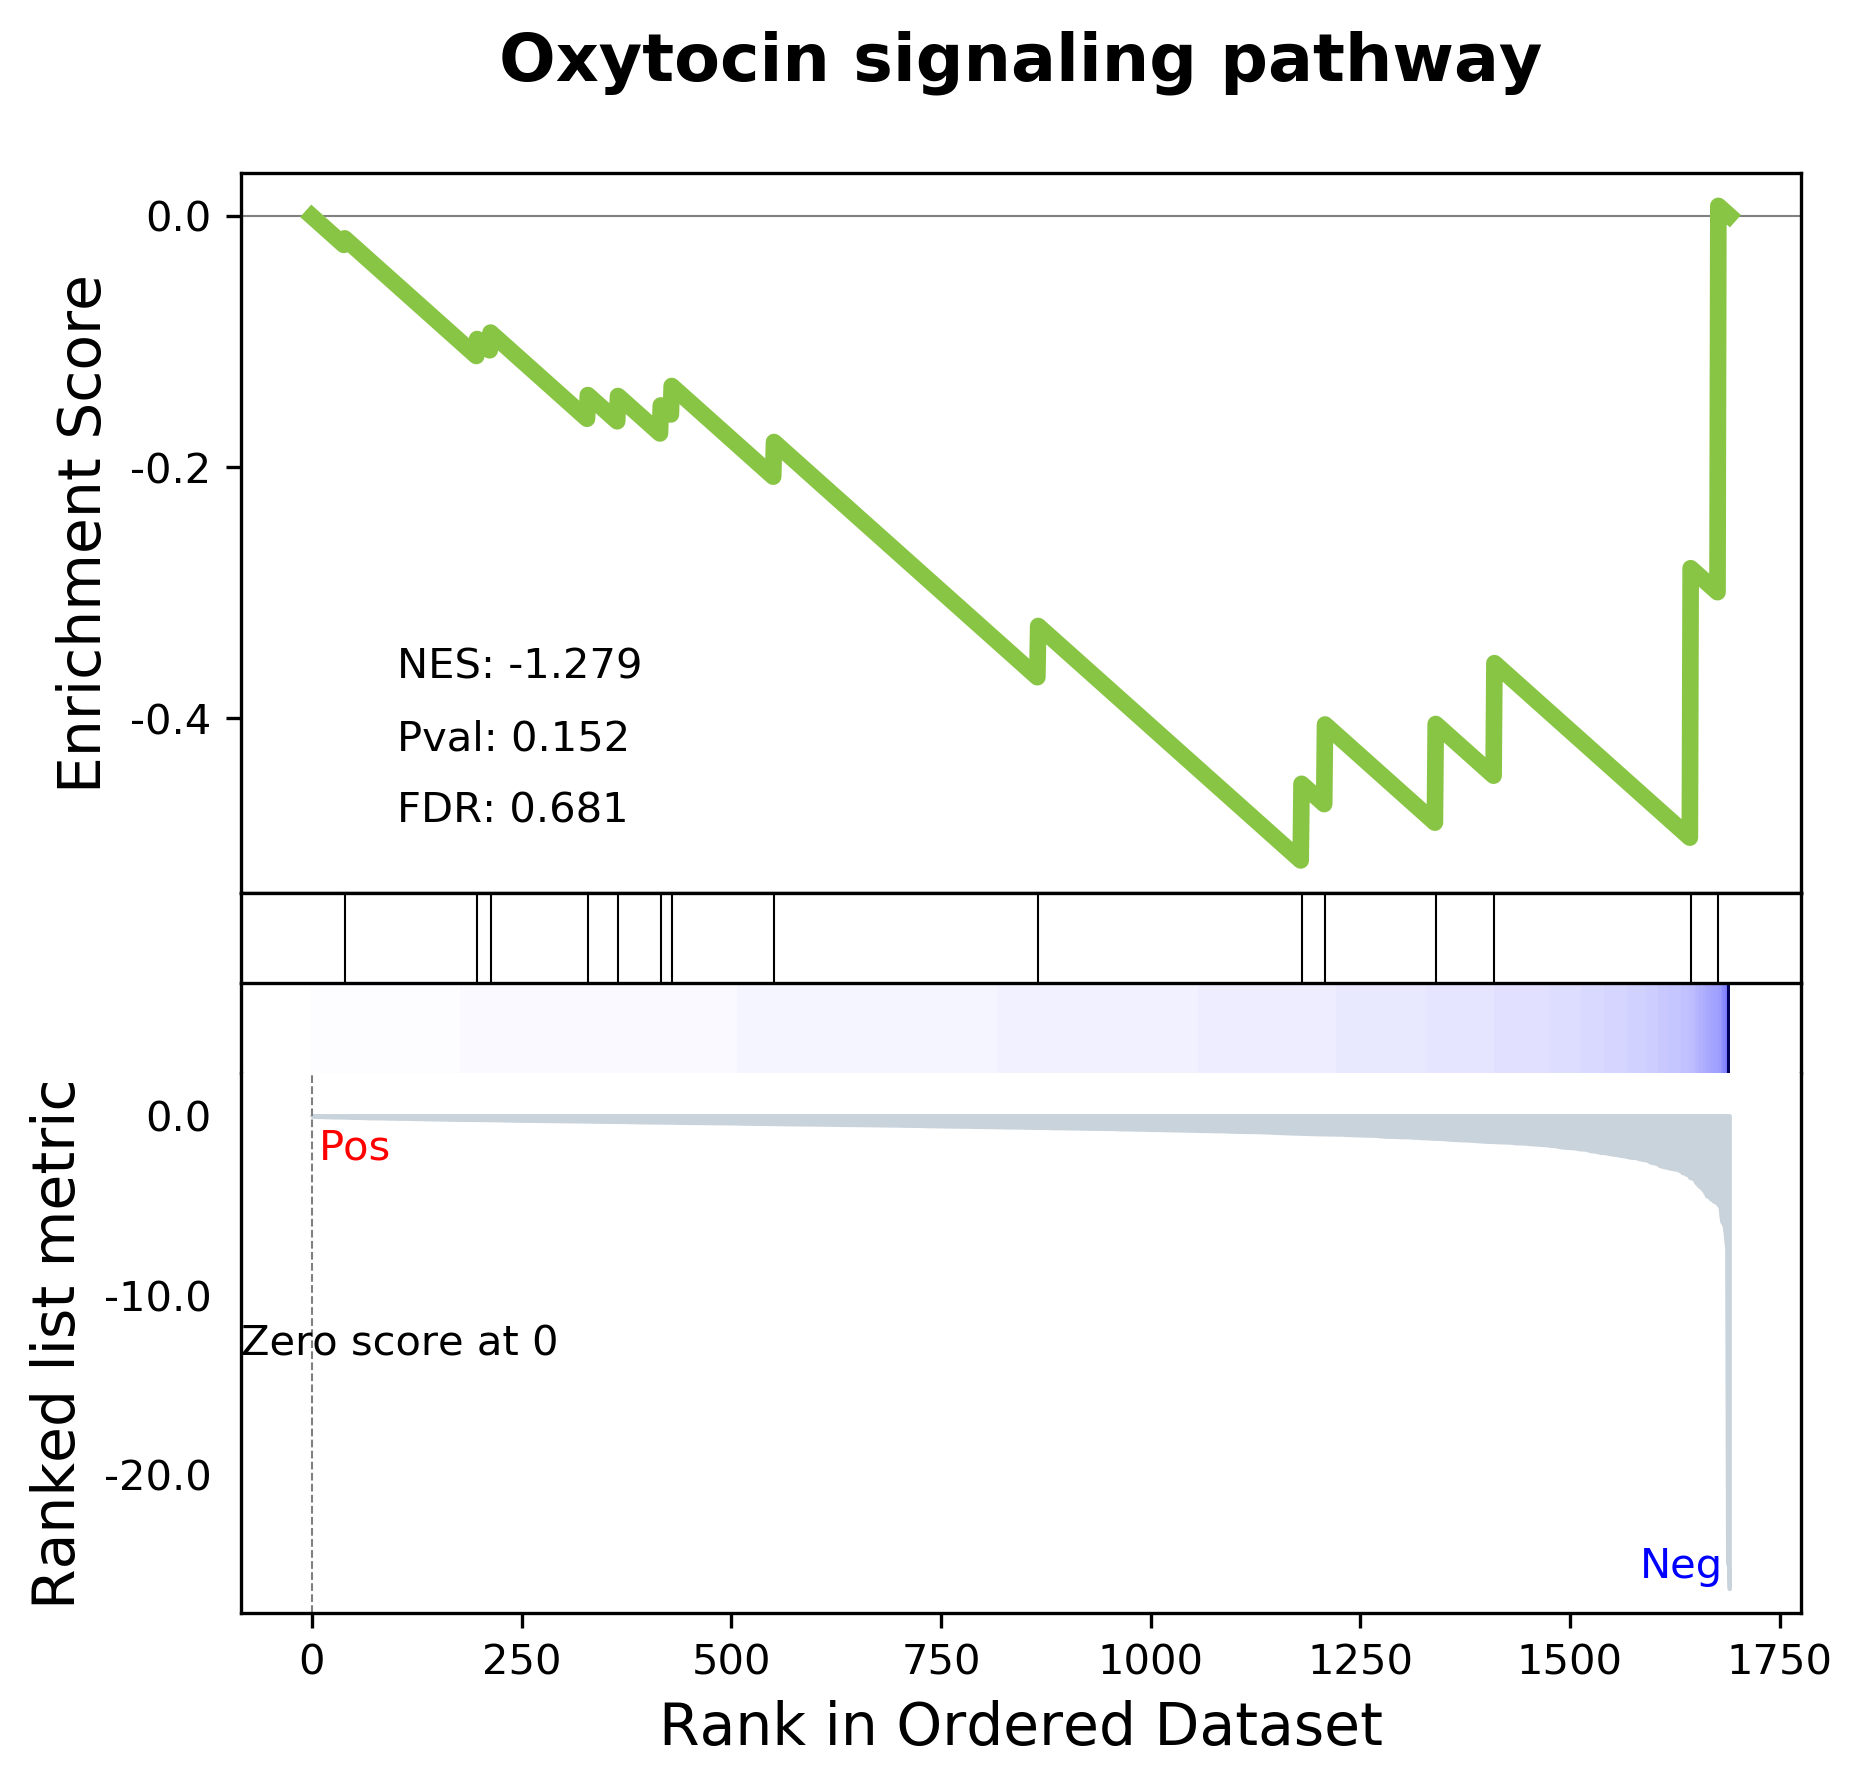 Oxytocin signaling pathway
Enrichment Score
0.0
-0.2
-0.4
NES: -1.279
Pval: 0.152
FDR: 0.681
Ranked list metric
0.0
-10.0
-20.0
Pos
Zero score at 0
Neg
0 250 500 750 1000 1250 1500 1750
Rank in Ordered Dataset